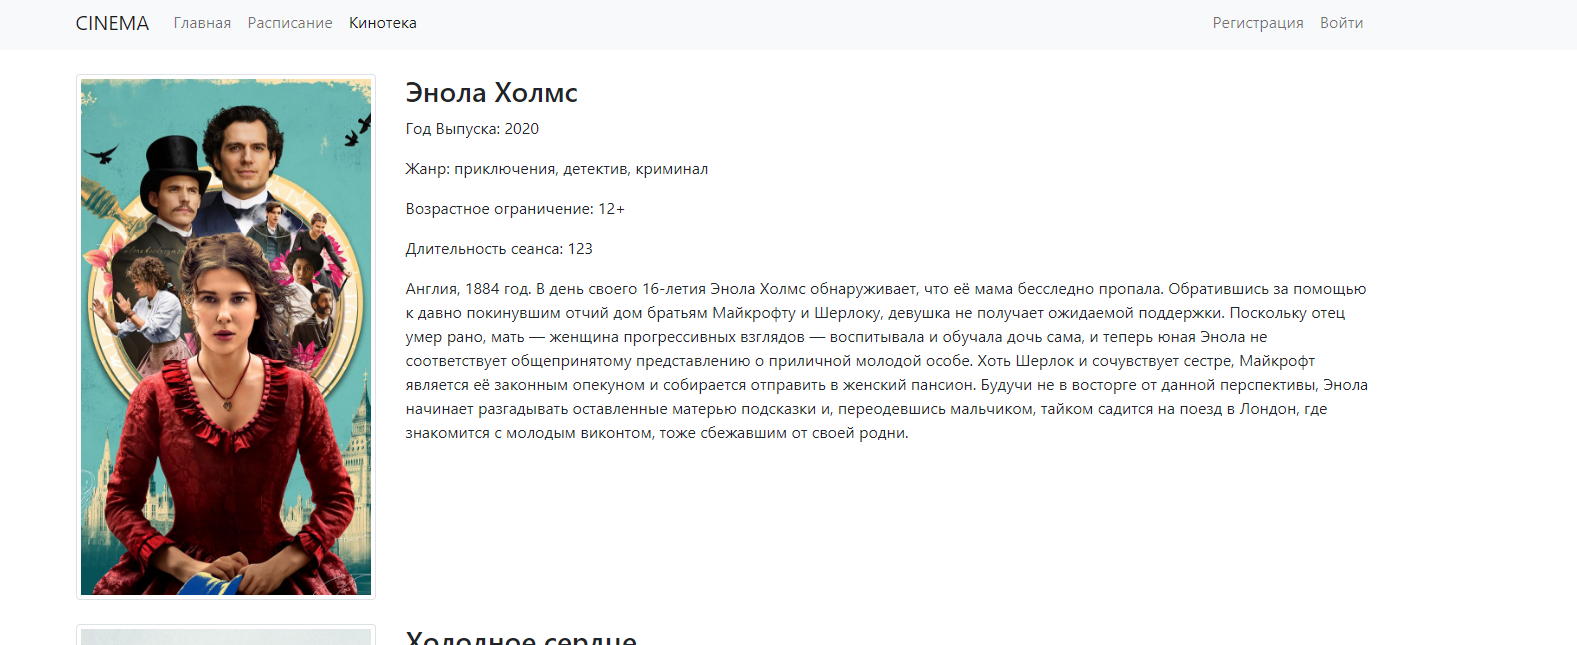 CINEMA Главная Расписание Кинотека Регистрация Войти
Энола Холмс
Год Выпуска: 2020
Жанр: приключения, детектив, криминал
Возрастное ограничение: 12+
Длительность сеанса: 123
Англия, 1884 год. В день своего 16-летия Энола Холмс обнаруживает, что её мама бесследно пропала. Обратившись за помощью
к давно покинувшим отчий дом братьям Майкрофту и Шерлоку, девушка не получает ожидаемой поддержки. Поскольку отец
умер рано, мать — женщина прогрессивных взглядов — воспитывала и обучала дочь сама, и теперь юная Энола не
соответствует общепринятому представлению о приличной молодой особе. Хоть Шерлок и сочувствует сестре, Майкрофт
является её законным опекуном и собирается отправить в женский пансион. Будучи не в восторге от данной перспективы, Энола
начинает разгадывать оставленные матерью подсказки и, переодевшись мальчиком, тайком садится на поезд в Лондон, где
знакомится с молодым виконтом, тоже сбежавшим от своей родни.
Холодное сердце